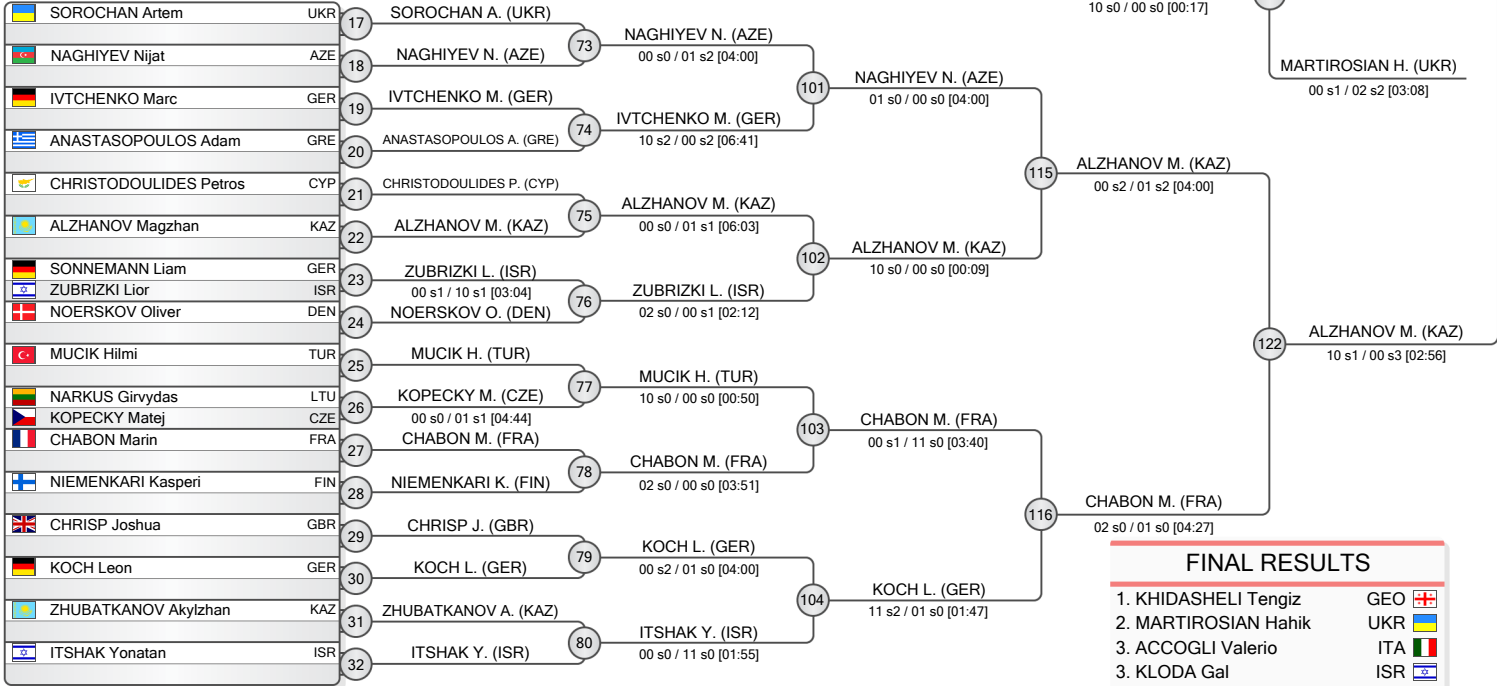 SOROCHAN Artem UKR
NAGHIYEV Nijat AZE
IVTCHENKO Marc GER
ANASTASOPOULOS Adam GRE
CHRISTODOULIDES Petros CYP
ALZHANOV Magzhan KAZ
SONNEMANN Liam GER
ZUBRIZKI Lior ISR
NOERSKOV Oliver DEN
MUCIK Hilmi TUR
NARKUS Girvydas LTU
KOPECKY Matej CZE
CHABON Marin FRA
NIEMENKARI Kasperi FIN
CHRISP Joshua GBR
KOCH Leon GER
ZHUBATKANOV Akylzhan KAZ
ITSHAK Yonatan ISR
17
18
19
20
21
22
23
24
25
26
27
28
29
30
31
32
SOROCHAN A. (UKR)
NAGHIYEV N. (AZE)
IVTCHENKO M. (GER)
ANASTASOPOULOS A. (GRE)
CHRISTODOULIDES P. (CYP)
ALZHANOV M. (KAZ)
ZUBRIZKI L. (ISR)
00 s1 / 10 s1 [03:04]
NOERSKOV O. (DEN)
MUCIK H. (TUR)
KOPECKY M. (CZE)
00 s0 / 01 s1 [04:44]
CHABON M. (FRA)
NIEMENKARI K. (FIN)
CHRISP J. (GBR)
KOCH L. (GER)
ZHUBATKANOV A. (KAZ)
ITSHAK Y. (ISR)
73
74
75
76
77
78
79
80
NAGHIYEV N. (AZE)
00 s0 / 01 s2 [04:00]
IVTCHENKO M. (GER)
10 s2 / 00 s2 [06:41]
ALZHANOV M. (KAZ)
00 s0 / 01 s1 [06:03]
ZUBRIZKI L. (ISR)
02 s0 / 00 s1 [02:12]
MUCIK H. (TUR)
10 s0 / 00 s0 [00:50]
CHABON M. (FRA)
02 s0 / 00 s0 [03:51]
KOCH L. (GER)
00 s2 / 01 s0 [04:00]
ITSHAK Y. (ISR)
00 s0 / 11 s0 [01:55]
101
102
103
104
NAGHIYEV N. (AZE)
01 s0 / 00 s0 [04:00]
ALZHANOV M. (KAZ)
10 s0 / 00 s0 [00:09]
CHABON M. (FRA)
00 s1 / 11 s0 [03:40]
KOCH L. (GER)
11 s2 / 01 s0 [01:47]
115
116
ALZHANOV M. (KAZ)
00 s2 / 01 s2 [04:00]
CHABON M. (FRA)
02 s0 / 01 s0 [04:27]
122
ALZHANOV M. (KAZ)
10 s1 / 00 s3 [02:56]
10 s0 / 00 s0 [00:17]
MARTIROSIAN H. (UKR)
00 s1 / 02 s2 [03:08]
FINAL RESULTS
1. KHIDASHELI Tengiz GEO
2. MARTIROSIAN Hahik UKR
3. ACCOGLI Valerio ITA
3. KLODA Gal ISR